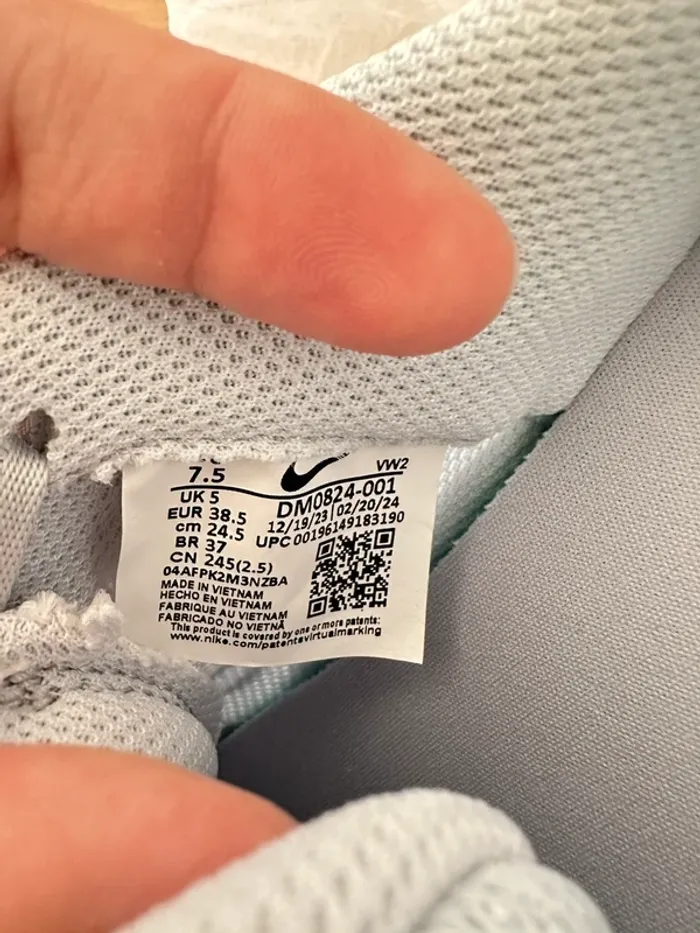 7.5
UK 5
EUR 38.5
cm 24.5
BR 37
CN 245(2.5)
VW2
DM0824-001
12/19/23 02/20/24
UPC 00196149183190
04AFPK2M3NZBA
MADE IN VIETNAM
HECHO EN VIETNAM
FABRIQUE AU VIETNAM
FABRICADO NO VIETNÃ
This product is covered by one or more patents:
www.nike.com/patentsvirtualmarking